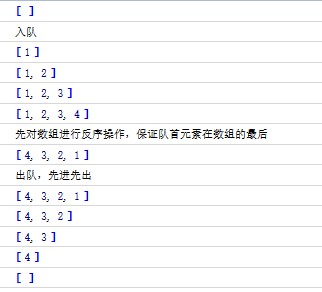 [ ]
入队
[ 1 ]
[ 1, 2 ]
[ 1, 2, 3 ]
[ 1, 2, 3, 4 ]
先对数组进行反序操作，保证队首元素在数组的最后
[ 4, 3, 2, 1 ]
出队，先进先出
[ 4, 3, 2, 1 ]
[ 4, 3, 2 ]
[ 4, 3 ]
[ 4 ]
[ ]